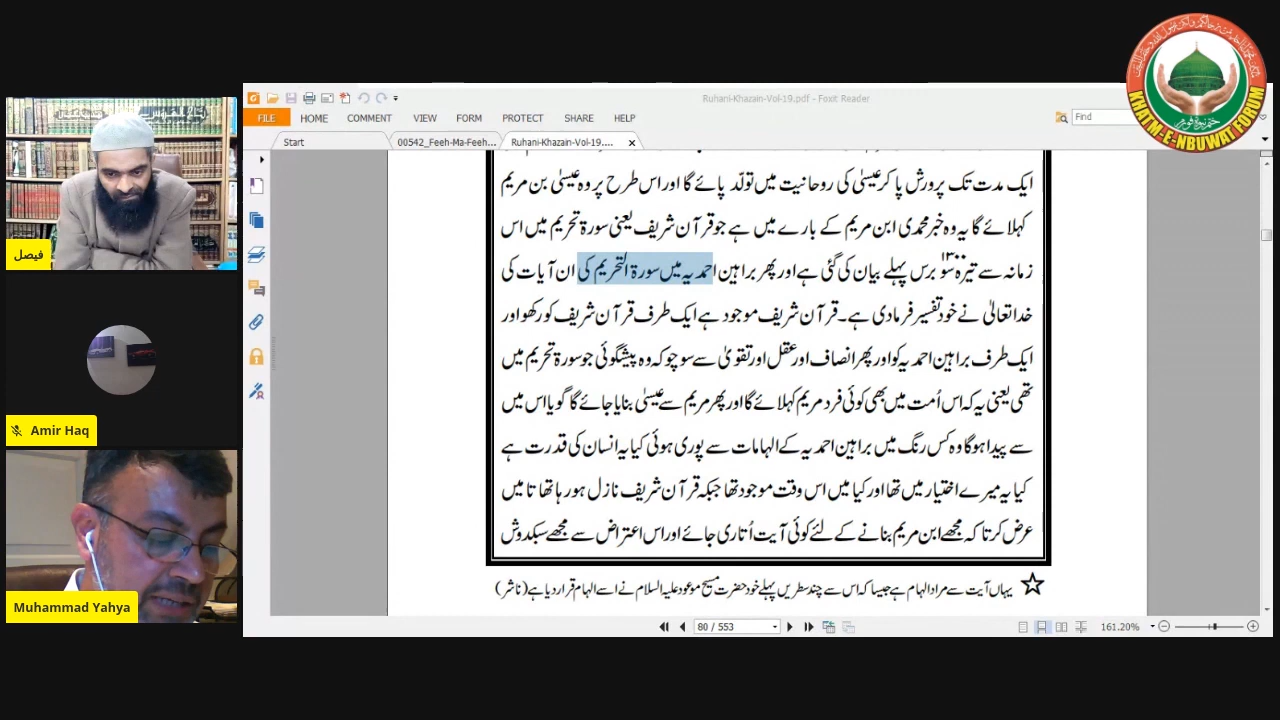 Ruhani-Khazain-Vol-19.pdf - Foxit Reader
FILE HOME COMMENT VIEW FORM PROTECT SHARE HELP
Find
Start 00542_Feeh-Ma-Feeh... Ruhani-Khazain-Vol-19....
ایک مدت تک پرورش پا کر عیسیٰ کی روحانیت میں تولّد پائے گا اور اس طرح پر وہ عیسیٰ بن مریم
کہلائے گا یہ وہ خبر محمدی ابن مریم کے بارے میں ہے جو قرآن شریف یعنی سورۃ تحریم میں اس
زمانہ سے تیرہ سو ۱۳۰۰ برس پہلے بیان کی گئی ہے اور پھر براہین احمدیہ میں سورۃ التحریم کی ان آیات کی
خدا تعالیٰ نے خود تفسیر فرما دی ہے۔ قرآن شریف موجود ہے ایک طرف قرآن شریف کو رکھو اور
ایک طرف براہین احمدیہ کو اور پھر انصاف اور عقل اور تقویٰ سے سوچو کہ وہ پیشگوئی جو سورۃ تحریم میں
تھی یعنی یہ کہ اس اُمت میں بھی کوئی فرد مریم کہلائے گا اور پھر مریم سے عیسیٰ بنایا جائے گا گویا اس میں
سے پیدا ہوگا وہ کس رنگ میں براہین احمدیہ کے الہامات سے پوری ہوئی کیا یہ انسان کی قدرت ہے
کیا یہ میرے اختیار میں تھا اور کیا میں اس وقت موجود تھا جبکہ قرآن شریف نازل ہو رہا تھا تا میں
عرض کرتا کہ مجھے ابن مریم بنانے کے لئے کوئی آیت اُتاری جائے اور اس اعتراض سے مجھے سبکدوش
یہاں آیت سے مراد الہام ہے جیسا کہ اس سے چند سطریں پہلے خود حضرت مسیح موعود علیہ السلام نے اسے الہام قرار دیا ہے (ناشر)
80 / 553
161.20%
فیصل
Amir Haq
Muhammad Yahya
KHATM-E-NBUWAT FORUM